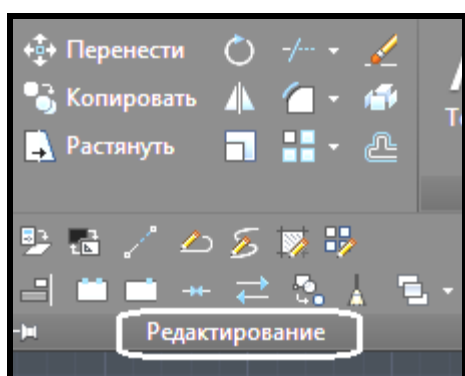 Перенести
Копировать
Растянуть
Редактирование